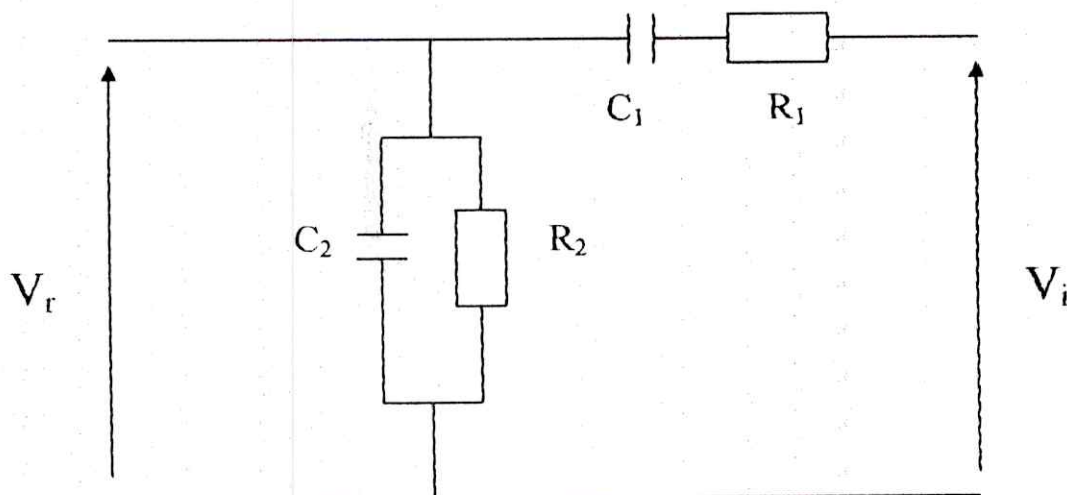 C₁
R₁
C₂
R₂
Vᵣ
Vᵢ